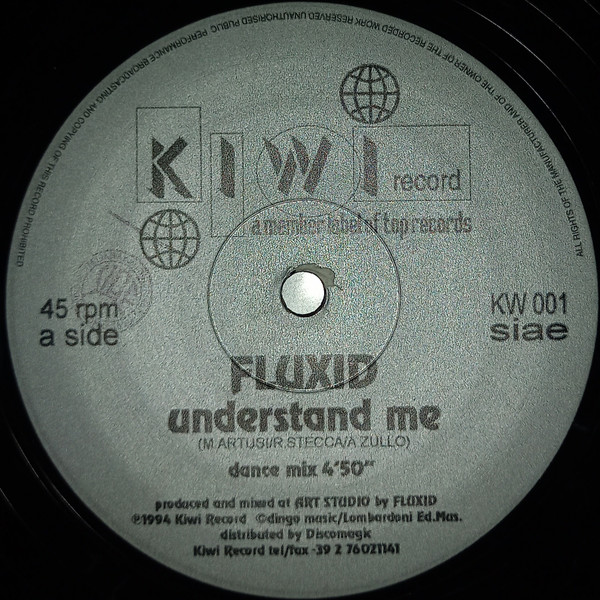 ALL RIGHTS OF THE MANUFACTURER AND OF THE OWNER OF THE RECORDED WORK RESERVED UNAUTHORISED PUBLIC PERFORMANCE BROADCASTING AND COPYING OF THIS RECORD PROHIBITED
KIWI record
a member label of top records
45 rpm
a side
KW 001
siae
FLUXID
understand me
(M.ARTUSI/R.STECCA/A.ZULLO)
dance mix 4'50"
produced and mixed at ART STUDIO by FLUXID
℗1994 Kiwi Record ©dingo music/Lombardoni Ed.Mas.
distributed by Discomagic
Kiwi Record tel/fax -39 2 76021141